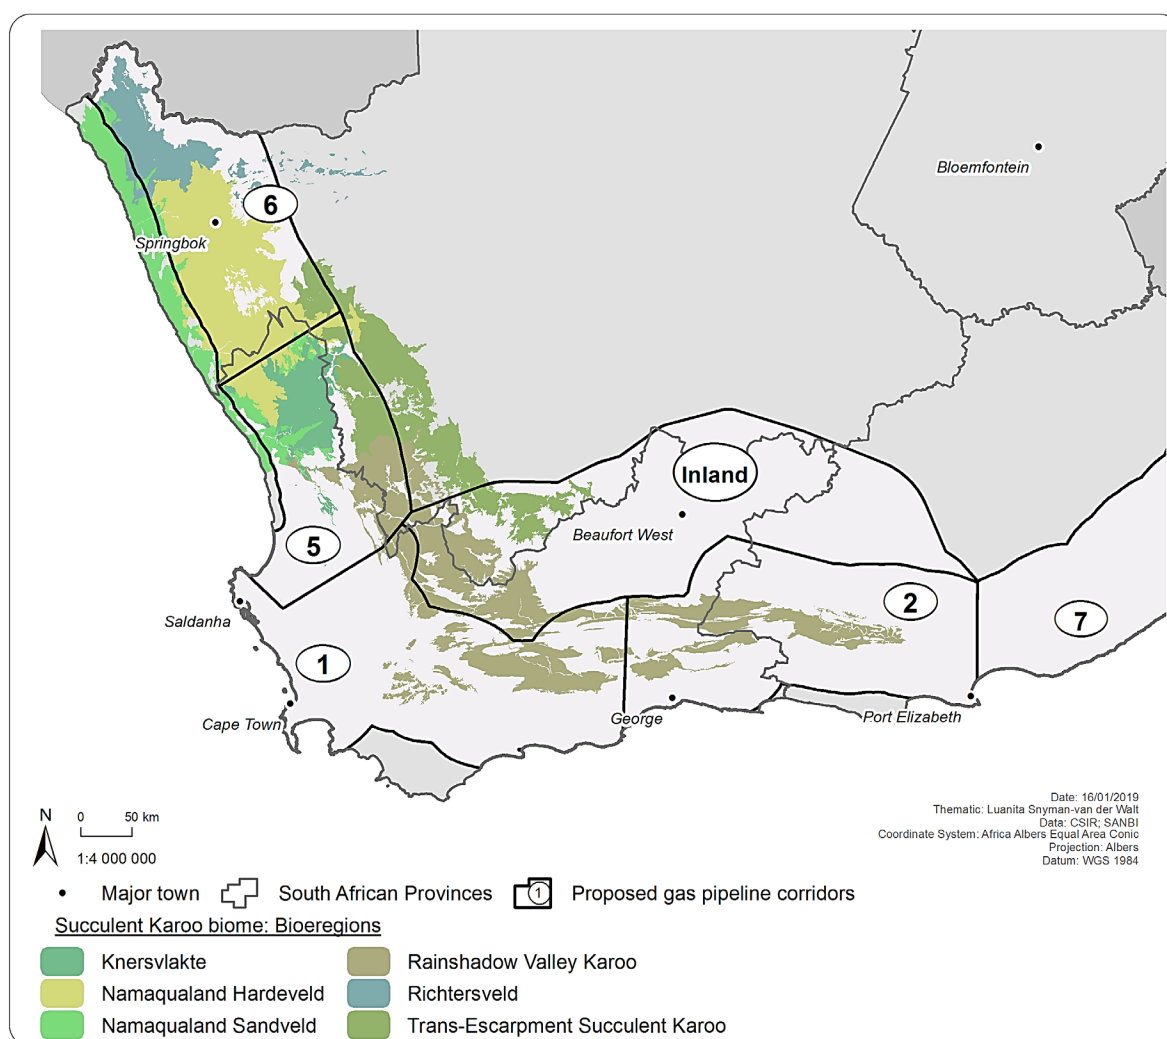 Bloemfontein
6
Springbok
Inland
Beaufort West
5
2
7
Saldanha
1
Cape Town
George
Port Elizabeth
Date: 16/01/2019
Thematic: Luanita Snyman-van der Walt
Data: CSIR; SANBI
Coordinate System: Africa Albers Equal Area Conic
Projection: Albers
Datum: WGS 1984
N
0 50 km
1:4 000 000
Major town
South African Provinces
1
Proposed gas pipeline corridors
Succulent Karoo biome: Bioeregions
Knersvlakte
Rainshadow Valley Karoo
Namaqualand Hardeveld
Richtersveld
Namaqualand Sandveld
Trans-Escarpment Succulent Karoo